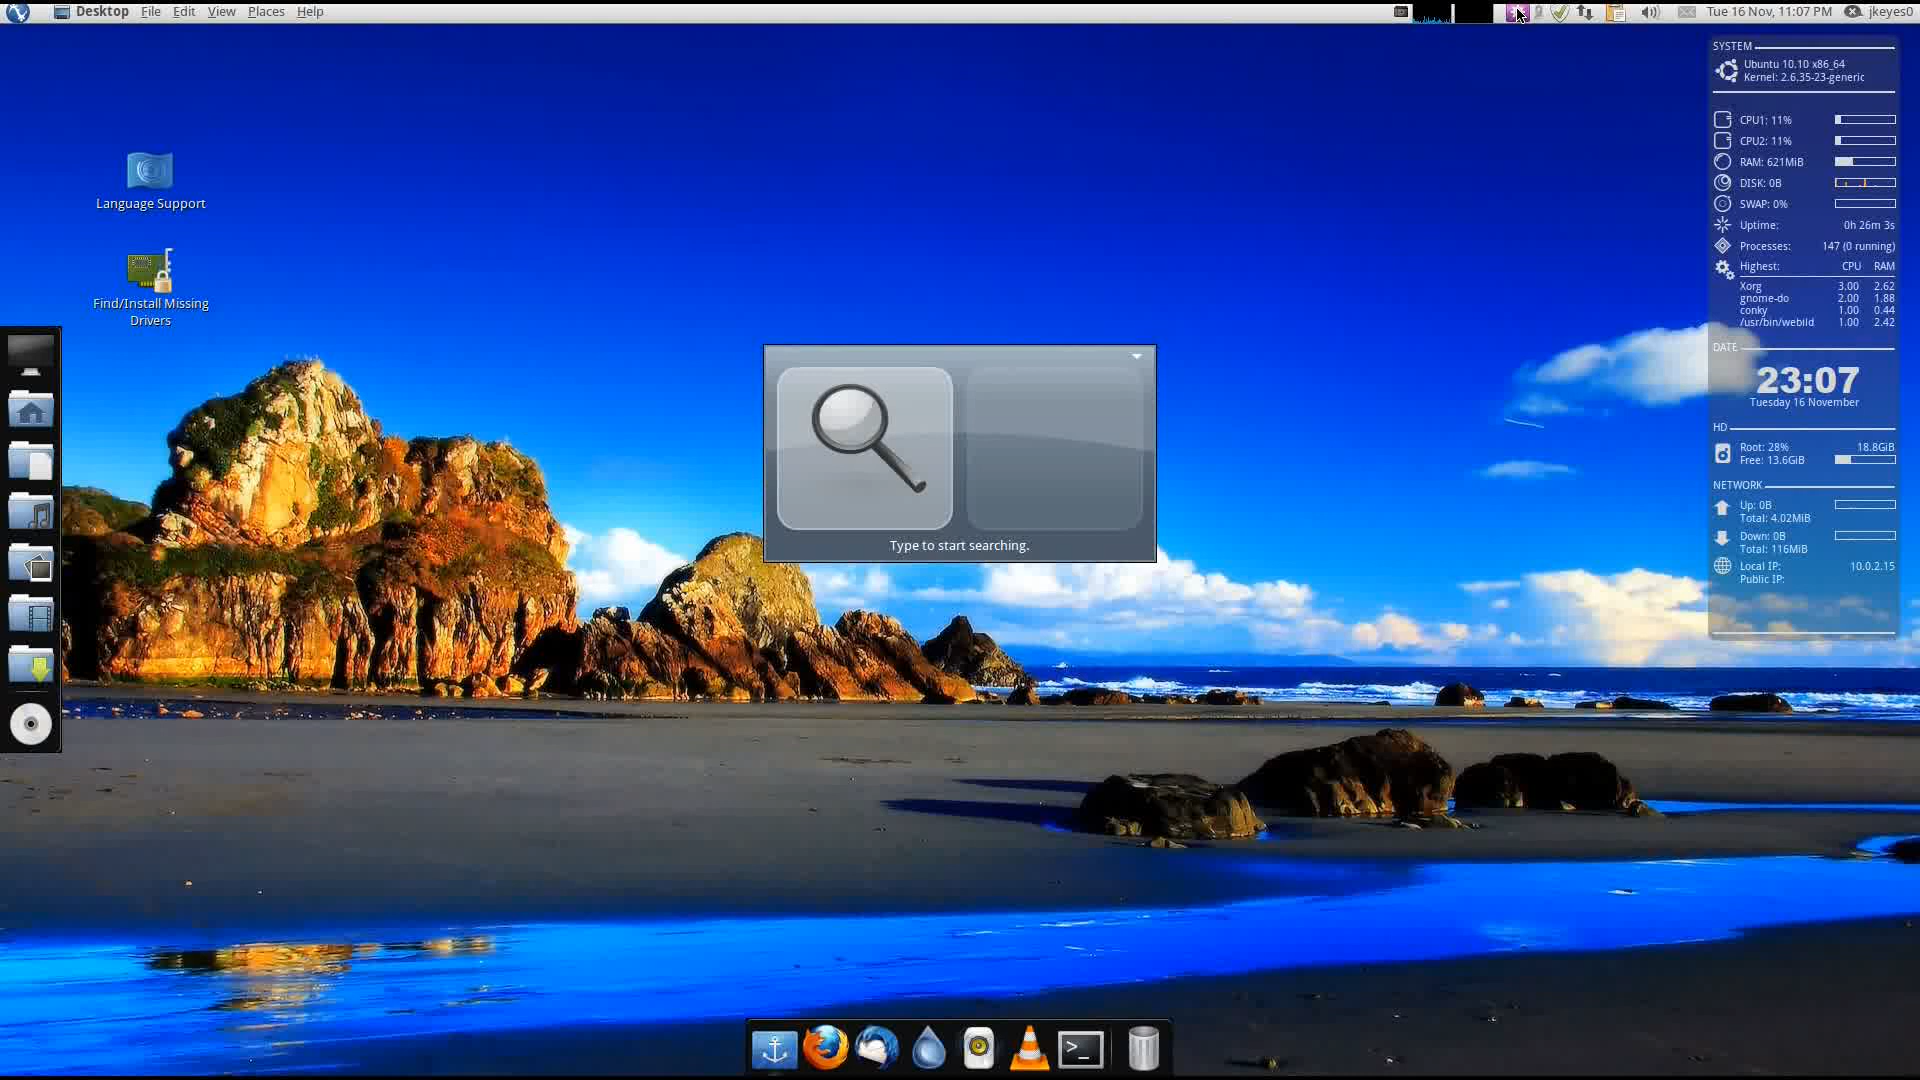 Desktop File Edit View Places Help
Tue 16 Nov, 11:07 PM jkeyes0
SYSTEM
Ubuntu 10.10 x86_64
Kernel: 2.6.35-23-generic
CPU1: 11%
CPU2: 11%
RAM: 621MiB
DISK: 0B
SWAP: 0%
Uptime: 0h 26m 3s
Processes: 147 (0 running)
Highest: CPU RAM
Xorg 3.00 2.62
gnome-do 2.00 1.88
conky 1.00 0.44
/usr/bin/webild 1.00 2.42
DATE
23:07
Tuesday 16 November
HD
Root: 28% 18.8GiB
Free: 13.6GiB
NETWORK
Up: 0B
Total: 4.02MiB
Down: 0B
Total: 116MiB
Local IP: 10.0.2.15
Public IP:
Language Support
Find/Install Missing
Drivers
Type to start searching.
>_